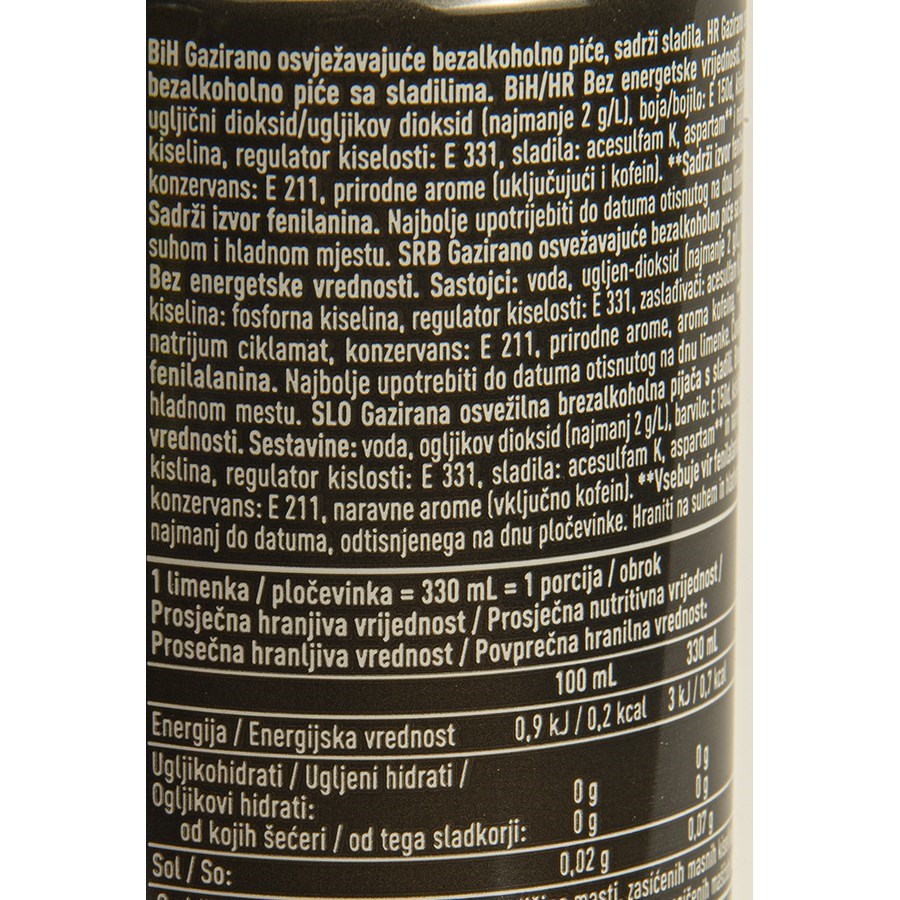 BiH Gazirano osvježavajuće bezalkoholno piće, sadrži sladila. HR Gazirano
bezalkoholno piće sa sladilima. BiH/HR Bez energetske vrijednosti.
ugljični dioksid/ugljikov dioksid (najmanje 2 g/L), boja/bojilo: E 150d,
kiselina, regulator kiselosti: E 331, sladila: acesulfam K, aspartam**
konzervans: E 211, prirodne arome (uključujući i kofein). **Sadrži izvor
Sadrži izvor fenilanina. Najbolje upotrijebiti do datuma otisnutog na dnu
suhom i hladnom mjestu. SRB Gazirano osvežavajuće bezalkoholno piće
Bez energetske vrednosti. Sastojci: voda, ugljen-dioksid (najmanje 2 g/L),
kiselina: fosforna kiselina, regulator kiselosti: E 331, zaslađivači:
natrijum ciklamat, konzervans: E 211, prirodne arome, aroma kofeina.
fenilalanina. Najbolje upotrebiti do datuma otisnutog na dnu limenke.
hladnom mestu. SLO Gazirana osvežilna brezalkoholna pijača s sladili.
vrednosti. Sestavine: voda, ogljikov dioksid (najmanj 2 g/L), barvilo: E 150d,
kislina, regulator kislosti: E 331, sladila: acesulfam K, aspartam** in
konzervans: E 211, naravne arome (vključno kofein). **Vsebuje vir
najmanj do datuma, odtisnjenega na dnu pločevinke. Hraniti na suhem in
1 limenka / pločevinka = 330 mL = 1 porcija / obrok
Prosječna hranjiva vrijednost / Prosječna nutritivna vrijednost /
Prosečna hranljiva vrednost / Povprečna hranilna vrednost:
100 mL 330 mL
Energija / Energijska vrednost 0,9 kJ / 0,2 kcal 3 kJ / 0,7 kcal
Ugljikohidrati / Ugljeni hidrati /
Ogljikovi hidrati: 0 g 0 g
od kojih šećeri / od tega sladkorji: 0 g 0 g
Sol / So: 0,02 g 0,07 g
masti, zasićenih masnih